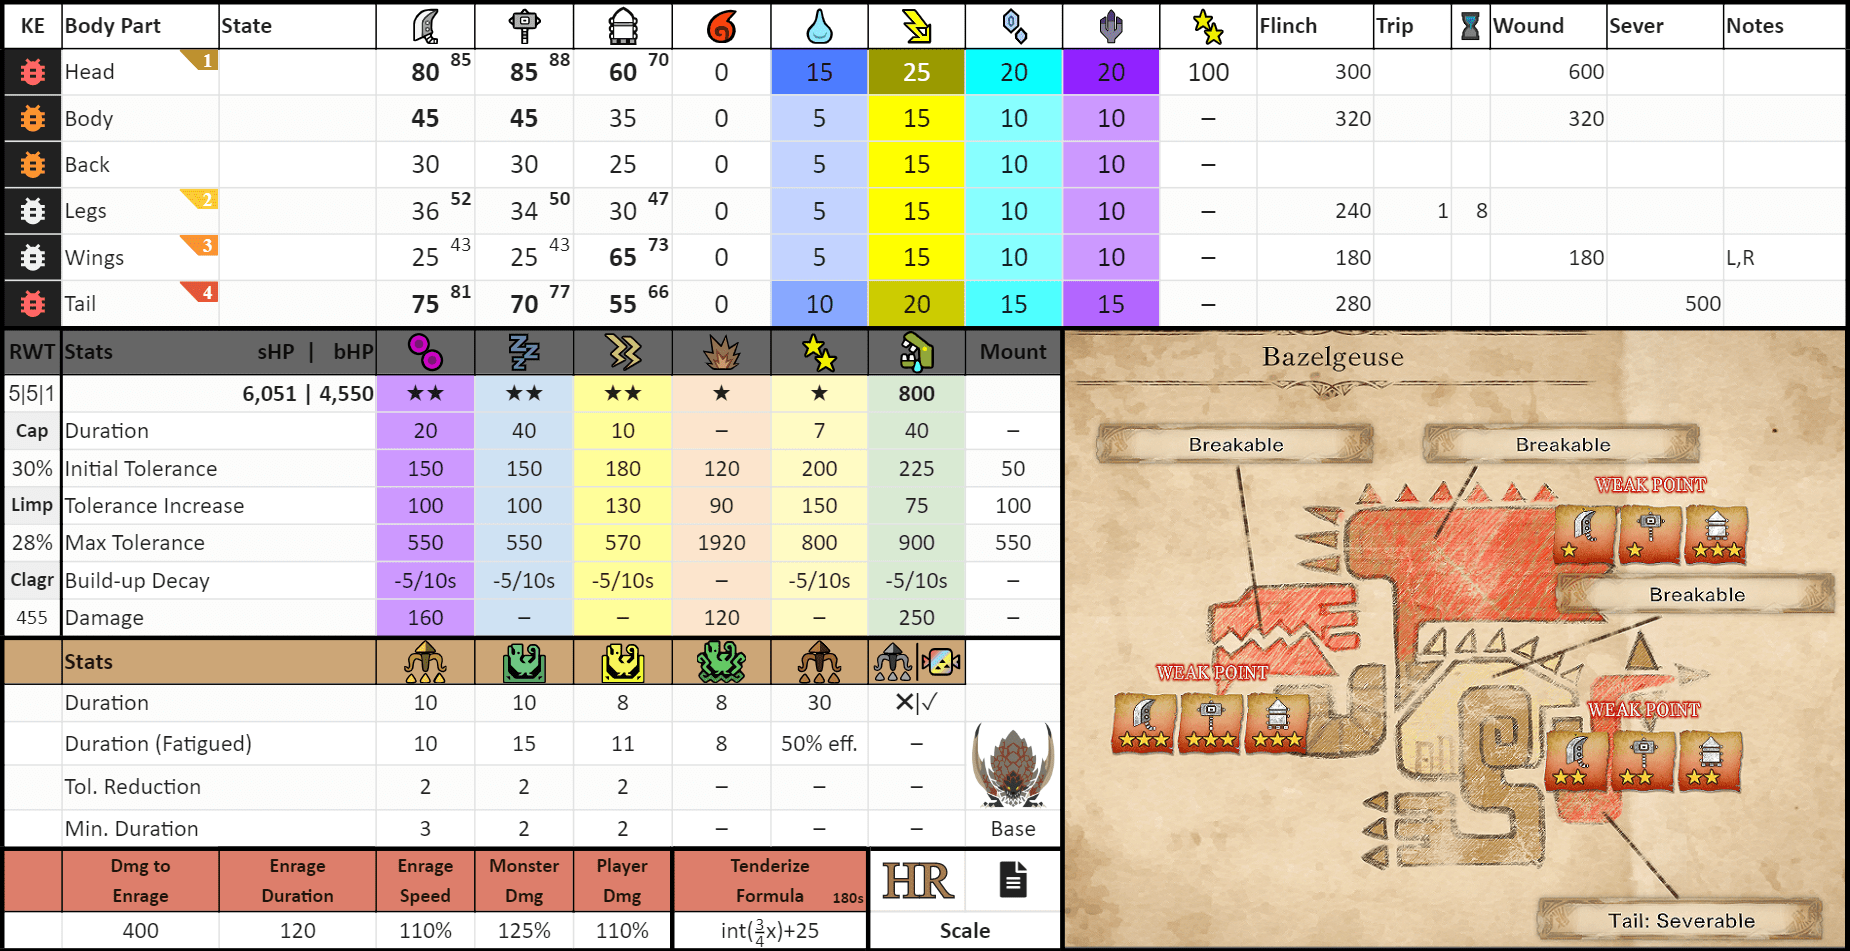 KE Body Part State Flinch Trip Wound Sever Notes
Head 1 80 85 85 88 60 70 0 15 25 20 20 100 300 600
Body 45 45 35 0 5 15 10 10 – 320 320
Back 30 30 25 0 5 15 10 10 –
Legs 2 36 52 34 50 30 47 0 5 15 10 10 – 240 1 8
Wings 3 25 43 25 43 65 73 0 5 15 10 10 – 180 180 L,R
Tail 4 75 81 70 77 55 66 0 10 20 15 15 – 280 500
RWT Stats sHP | bHP Mount
5|5|1 6,051 | 4,550 ★★ ★★ ★★ ★ ★ 800
Cap Duration 20 40 10 – 7 40 –
30% Initial Tolerance 150 150 180 120 200 225 50
Limp Tolerance Increase 100 100 130 90 150 75 100
28% Max Tolerance 550 550 570 1920 800 900 550
Clagr Build-up Decay -5/10s -5/10s -5/10s – -5/10s -5/10s –
455 Damage 160 – – 120 – 250 –
Stats
Duration 10 10 8 8 30 ✕|✓
Duration (Fatigued) 10 15 11 8 50% eff. –
Tol. Reduction 2 2 2 – – –
Min. Duration 3 2 2 – – – Base
Dmg to Enrage Enrage Duration Enrage Speed Monster Dmg Player Dmg Tenderize Formula 180s HR
400 120 110% 125% 110% int(3/4x)+25 Scale
Bazelgeuse
Breakable
Breakable
WEAK POINT
Breakable
WEAK POINT
WEAK POINT
Tail: Severable